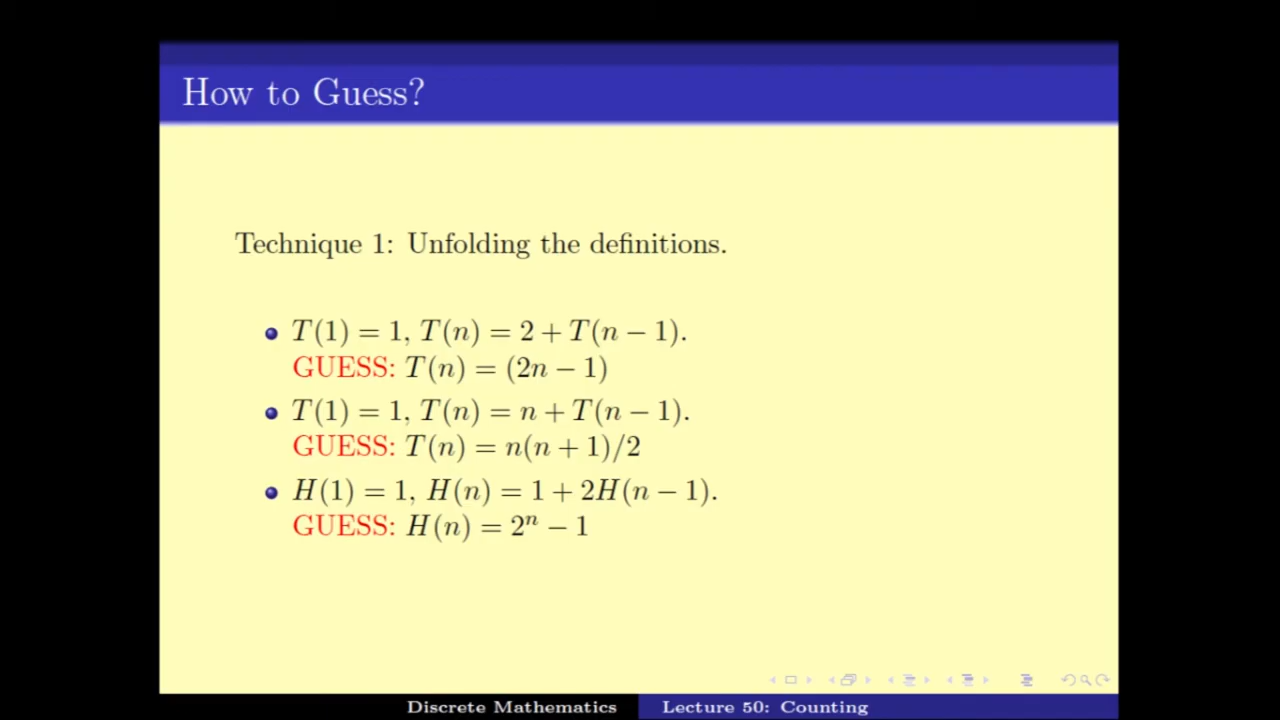 How to Guess?
Technique 1: Unfolding the definitions.
T(1) = 1, T(n) = 2 + T(n − 1).
GUESS: T(n) = (2n − 1)
T(1) = 1, T(n) = n + T(n − 1).
GUESS: T(n) = n(n + 1)/2
H(1) = 1, H(n) = 1 + 2H(n − 1).
GUESS: H(n) = 2ⁿ − 1
Discrete Mathematics
Lecture 50: Counting